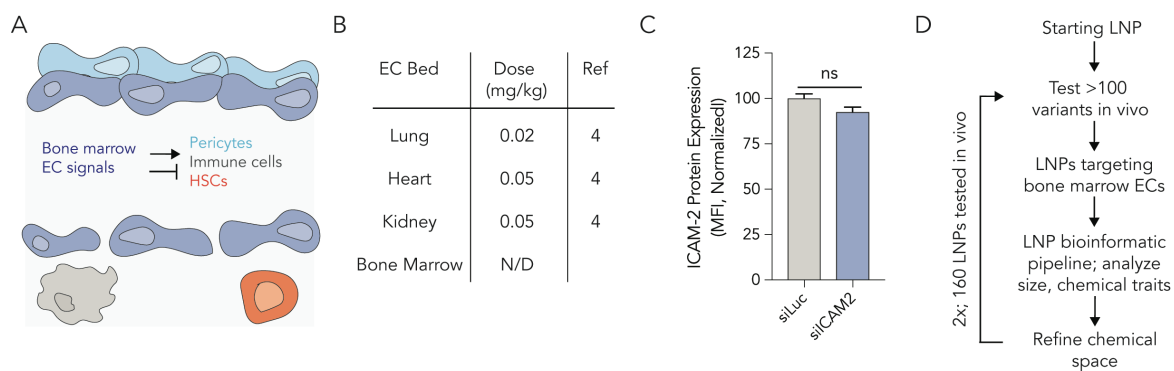 A
Bone marrow
EC signals
Pericytes
Immune cells
HSCs
B
EC Bed
Dose
(mg/kg)
Ref
Lung 0.02 4
Heart 0.05 4
Kidney 0.05 4
Bone Marrow N/D
C
ICAM-2 Protein Expression
(MFI, Normalizedl)
125
100
75
50
25
0
ns
siLuc
siICAM2
D
Starting LNP
Test >100
variants in vivo
LNPs targeting
bone marrow ECs
LNP bioinformatic
pipeline; analyze
size, chemical traits
Refine chemical
space
2x; 160 LNPs tested in vivo